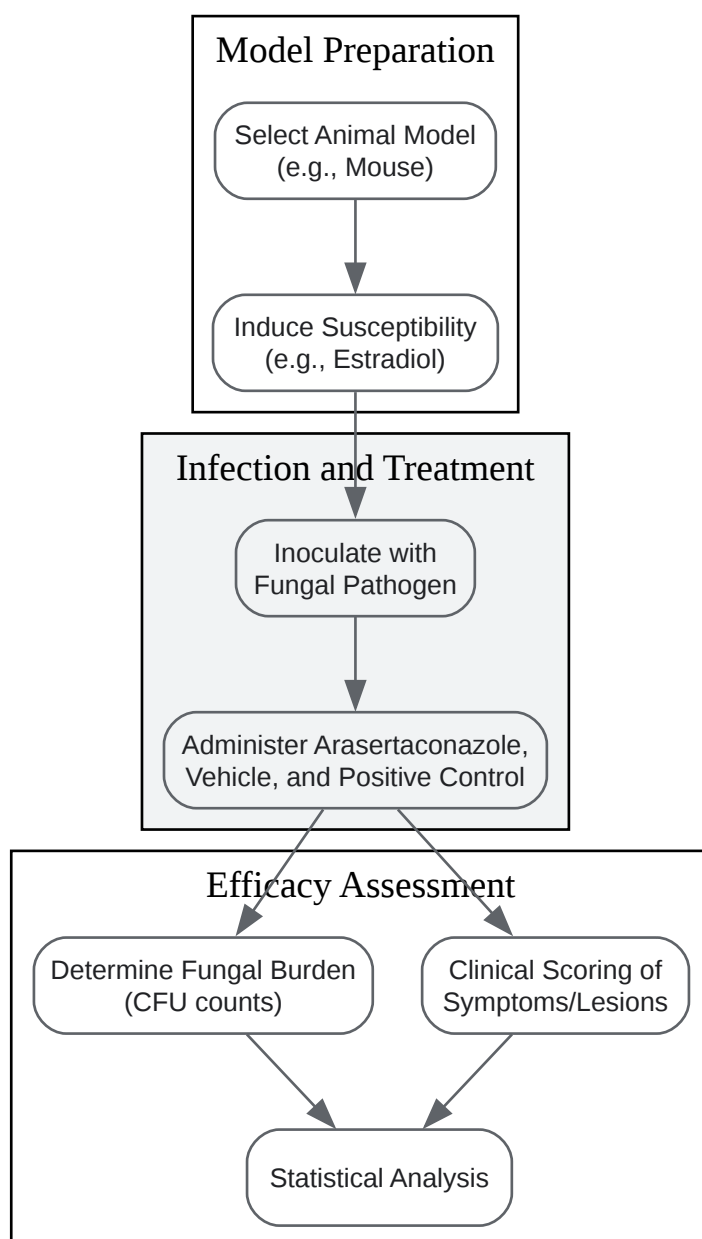 Model Preparation
Select Animal Model
(e.g., Mouse)
Induce Susceptibility
(e.g., Estradiol)
Infection and Treatment
Inoculate with
Fungal Pathogen
Administer Arasertaconazole,
Vehicle, and Positive Control
Efficacy Assessment
Determine Fungal Burden
(CFU counts)
Clinical Scoring of
Symptoms/Lesions
Statistical Analysis